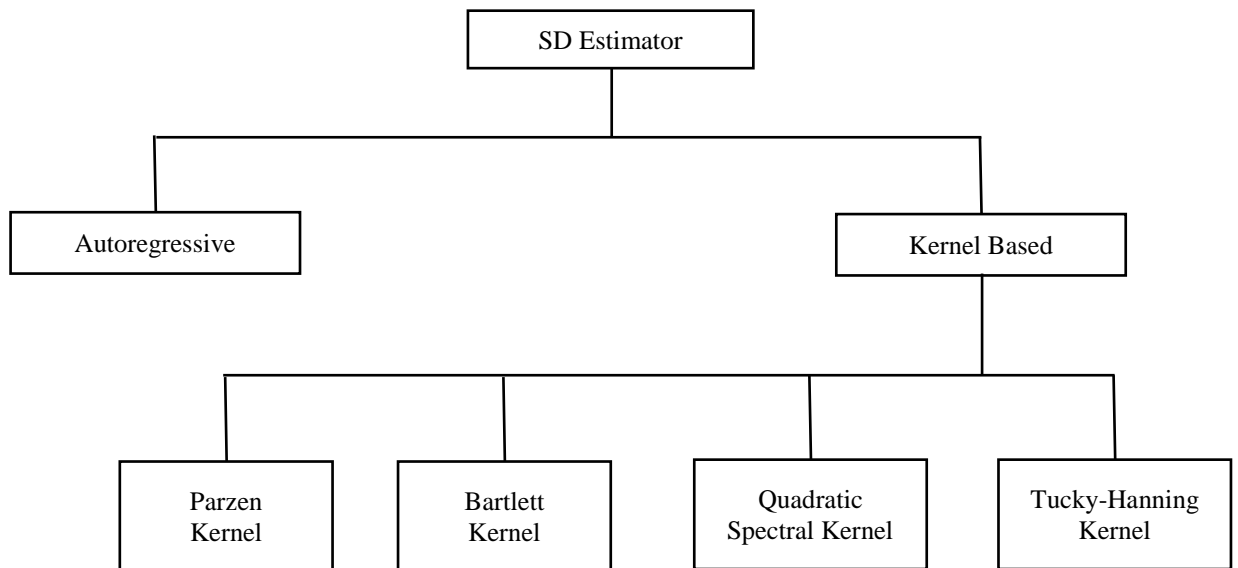 SD Estimator
Autoregressive
Kernel Based
Parzen
Kernel
Bartlett
Kernel
Quadratic
Spectral Kernel
Tucky-Hanning
Kernel